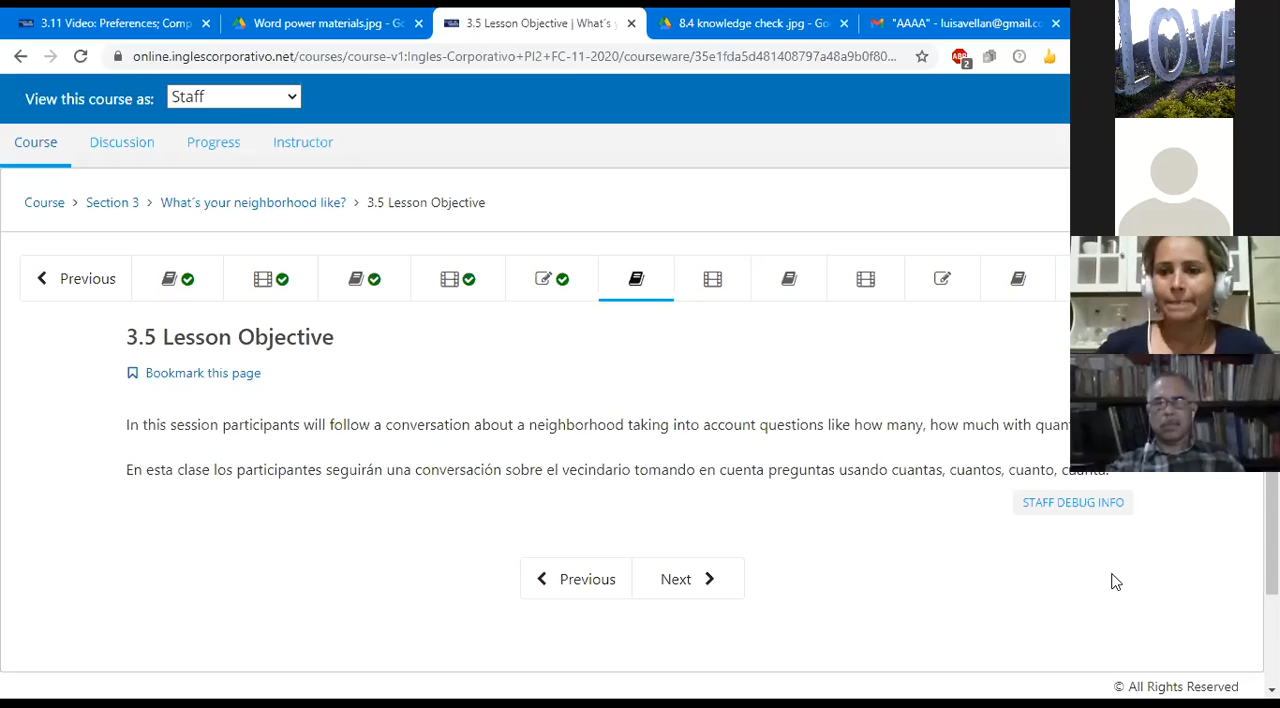 3.11 Video: Preferences; Comp
Word power materials.jpg - Go
3.5 Lesson Objective | What´s y
8.4 knowledge check .jpg - Goo
"AAAA" - luisavellan@gmail.co
online.inglescorporativo.net/courses/course-v1:Ingles-Corporativo+PI2+FC-11-2020/courseware/35e1fda5d481408797a48a9b0f80...
2
View this course as: Staff
Course Discussion Progress Instructor
Course > Section 3 > What´s your neighborhood like? > 3.5 Lesson Objective
Previous
3.5 Lesson Objective
Bookmark this page
In this session participants will follow a conversation about a neighborhood taking into account questions like how many, how much with quan
En esta clase los participantes seguirán una conversación sobre el vecindario tomando en cuenta preguntas usando cuantas, cuantos, cuanto, cuanta.
STAFF DEBUG INFO
Previous Next
© All Rights Reserved
LOVE